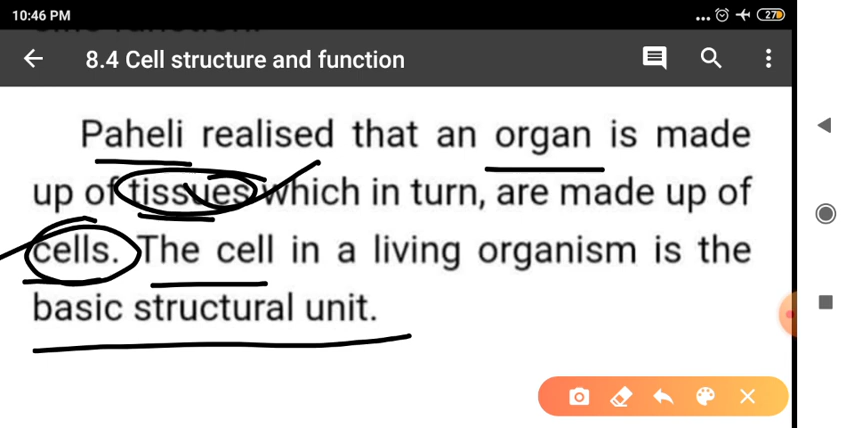 10:46 PM
27
8.4 Cell structure and function
Paheli realised that an organ is made
up of tissues which in turn, are made up of
cells. The cell in a living organism is the
basic structural unit.